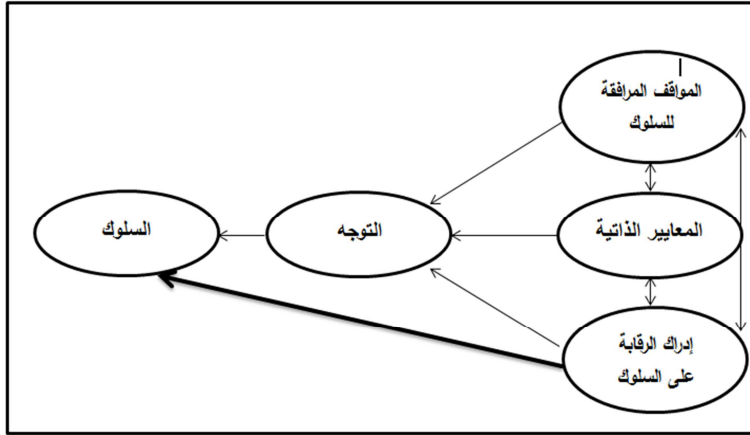 المواقف المرافقة
للسلوك
المعايير الذاتية
التوجه
السلوك
إدراك الرقابة
على السلوك